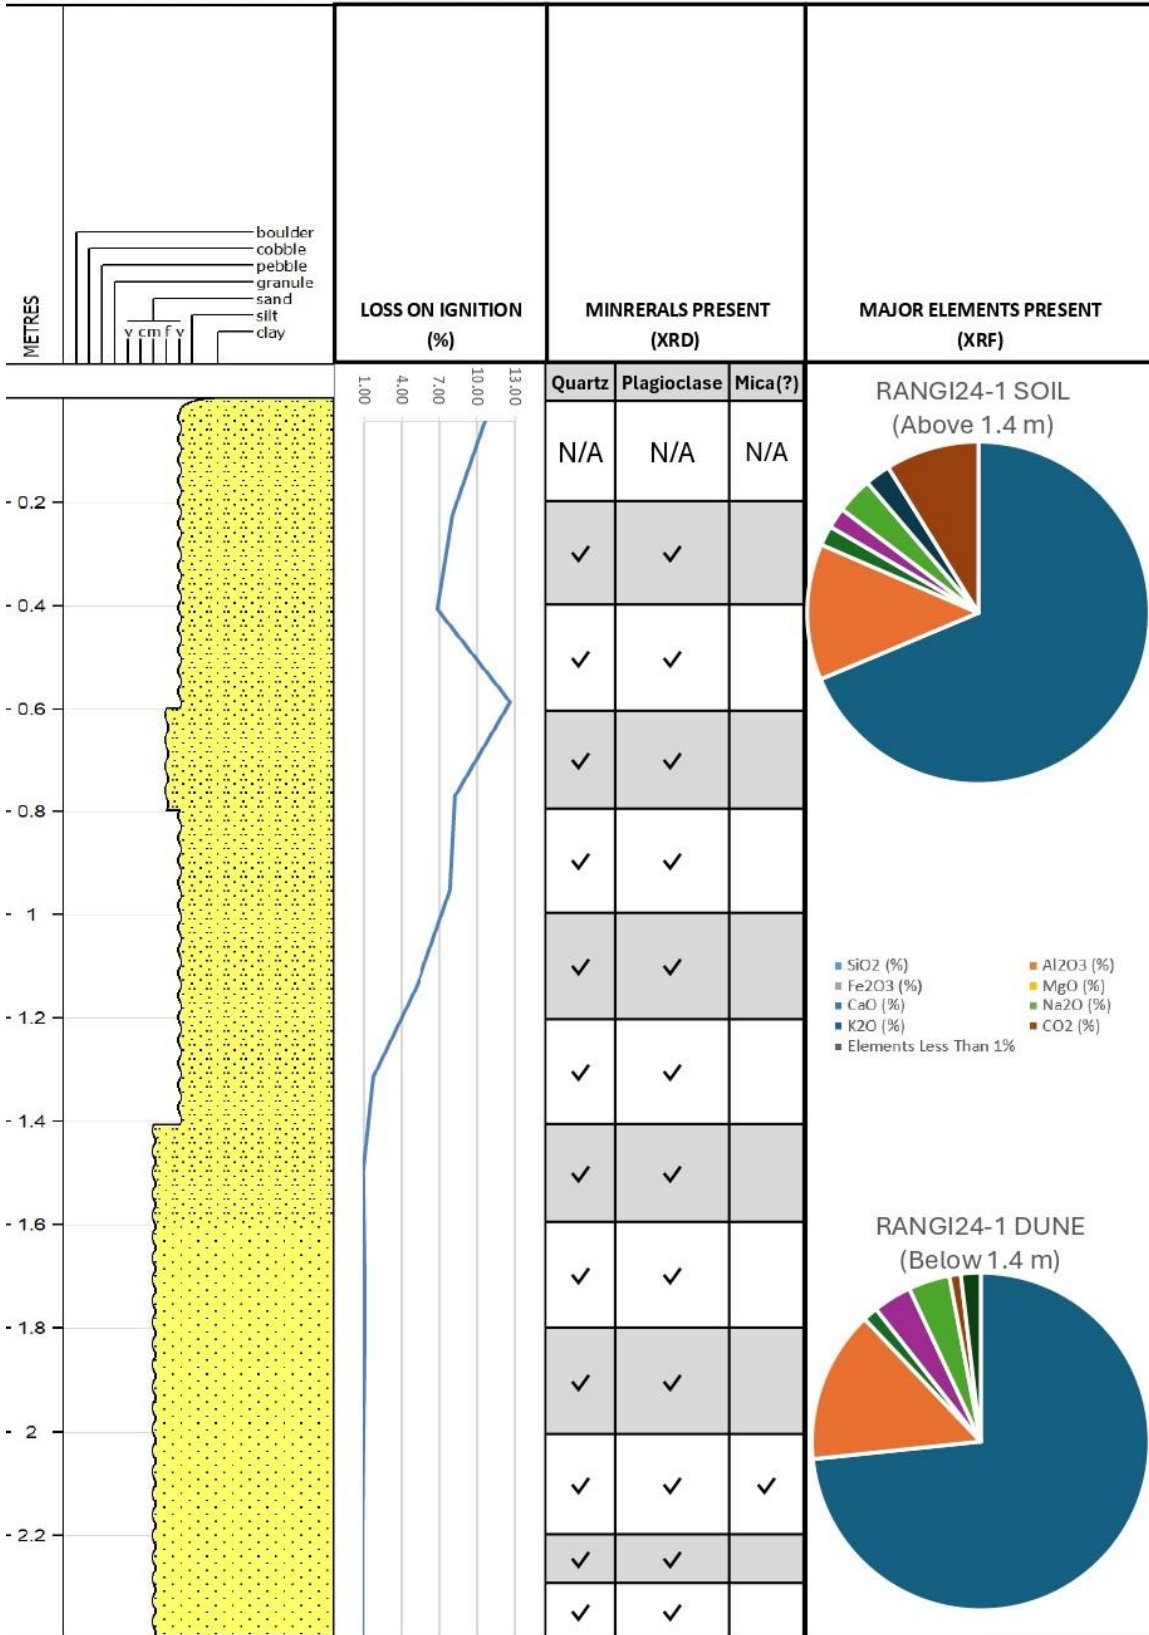 METRES
boulder
cobble
pebble
granule
sand
silt
clay
v c m f v
LOSS ON IGNITION
(%)
MINRERALS PRESENT
(XRD)
MAJOR ELEMENTS PRESENT
(XRF)
1.00 4.00 7.00 10.00 13.00
Quartz Plagioclase Mica(?)
N/A N/A N/A
RANGI24-1 SOIL
(Above 1.4 m)
- 0.2
- 0.4
- 0.6
- 0.8
- 1
- 1.2
- 1.4
- 1.6
- 1.8
- 2
- 2.2
SiO2 (%) Al2O3 (%)
Fe2O3 (%) MgO (%)
CaO (%) Na2O (%)
K2O (%) CO2 (%)
Elements Less Than 1%
RANGI24-1 DUNE
(Below 1.4 m)